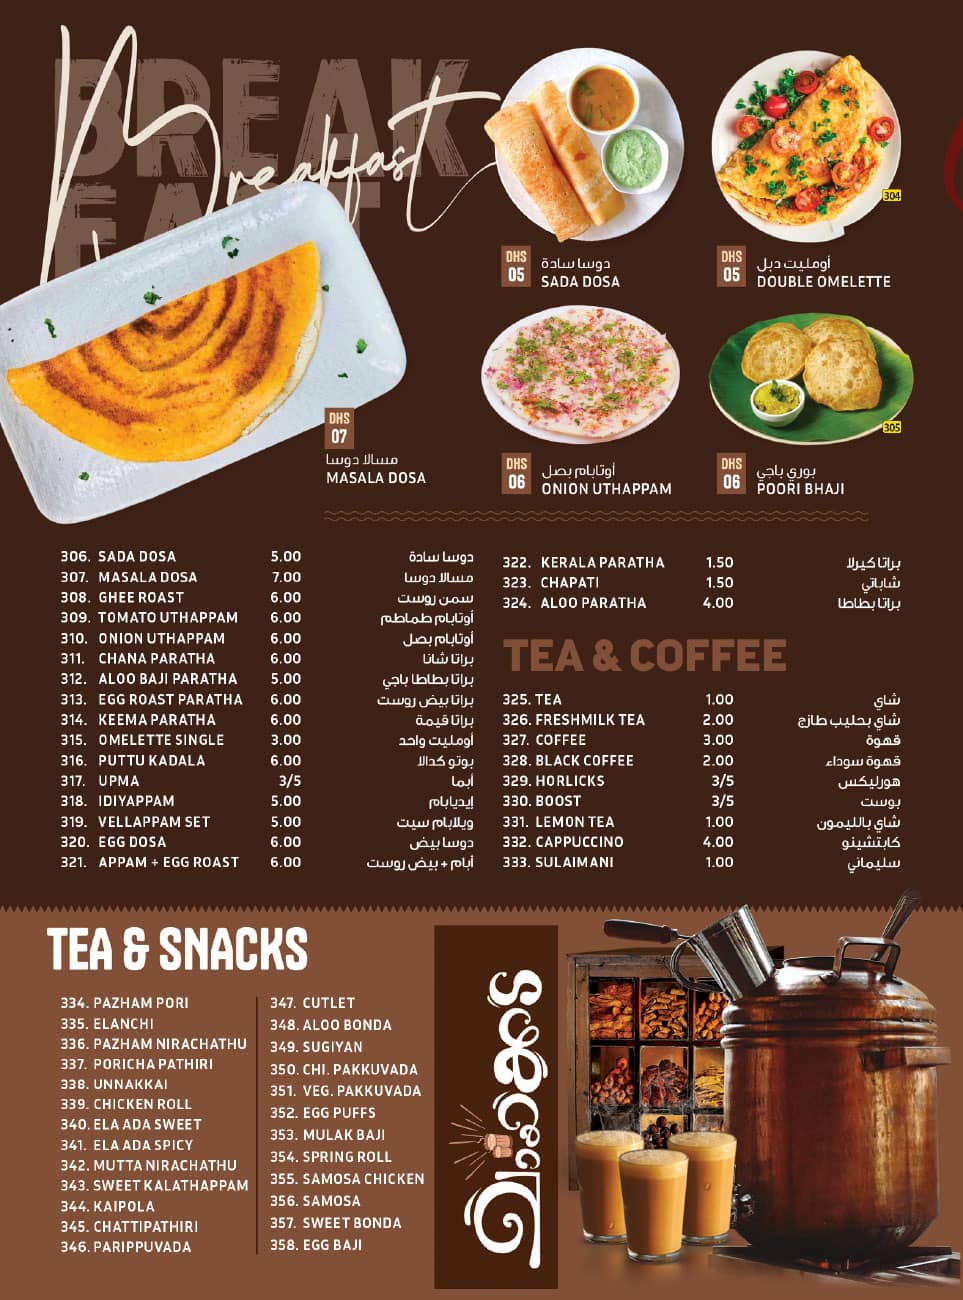 BREAK
FAST
Breakfast
DHS
05
دوسا سادة
SADA DOSA
304
DHS
05
أومليت دبل
DOUBLE OMELETTE
DHS
07
مسالا دوسا
MASALA DOSA
DHS
06
أوتابام بصل
ONION UTHAPPAM
305
DHS
06
بوري باجي
POORI BHAJI
306. SADA DOSA 5.00 دوسا سادة
307. MASALA DOSA 7.00 مسالا دوسا
308. GHEE ROAST 6.00 سمن روست
309. TOMATO UTHAPPAM 6.00 أوتابام طماطم
310. ONION UTHAPPAM 6.00 أوتابام بصل
311. CHANA PARATHA 6.00 براتا شانا
312. ALOO BAJI PARATHA 5.00 براتا بطاطا باجي
313. EGG ROAST PARATHA 6.00 براتا بيض روست
314. KEEMA PARATHA 6.00 براتا قيمة
315. OMELETTE SINGLE 3.00 أومليت واحد
316. PUTTU KADALA 6.00 بوتو كدالا
317. UPMA 3/5 أبما
318. IDIYAPPAM 5.00 إيديابام
319. VELLAPPAM SET 5.00 ويلابام سيت
320. EGG DOSA 6.00 دوسا بيض
321. APPAM + EGG ROAST 6.00 أبام + بيض روست
322. KERALA PARATHA 1.50 براتا كيرلا
323. CHAPATI 1.50 شاباتي
324. ALOO PARATHA 4.00 براتا بطاطا
TEA & COFFEE
325. TEA 1.00 شاي
326. FRESHMILK TEA 2.00 شاي بحليب طازج
327. COFFEE 3.00 قهوة
328. BLACK COFFEE 2.00 قهوة سوداء
329. HORLICKS 3/5 هورليكس
330. BOOST 3/5 بوست
331. LEMON TEA 1.00 شاي بالليمون
332. CAPPUCCINO 4.00 كابتشينو
333. SULAIMANI 1.00 سليماني
TEA & SNACKS
334. PAZHAM PORI
335. ELANCHI
336. PAZHAM NIRACHATHU
337. PORICHA PATHIRI
338. UNNAKKAI
339. CHICKEN ROLL
340. ELA ADA SWEET
341. ELA ADA SPICY
342. MUTTA NIRACHATHU
343. SWEET KALATHAPPAM
344. KAIPOLA
345. CHATTIPATHIRI
346. PARIPPUVADA
347. CUTLET
348. ALOO BONDA
349. SUGIYAN
350. CHI. PAKKUVADA
351. VEG. PAKKUVADA
352. EGG PUFFS
353. MULAK BAJI
354. SPRING ROLL
355. SAMOSA CHICKEN
356. SAMOSA
357. SWEET BONDA
358. EGG BAJI
ചായക്കട